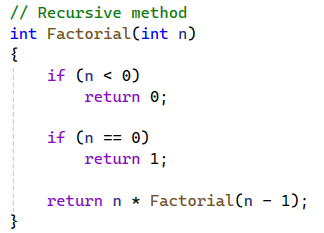 // Recursive method
int Factorial(int n)
{
    if (n < 0)
        return 0;

    if (n == 0)
        return 1;

    return n * Factorial(n - 1);
}